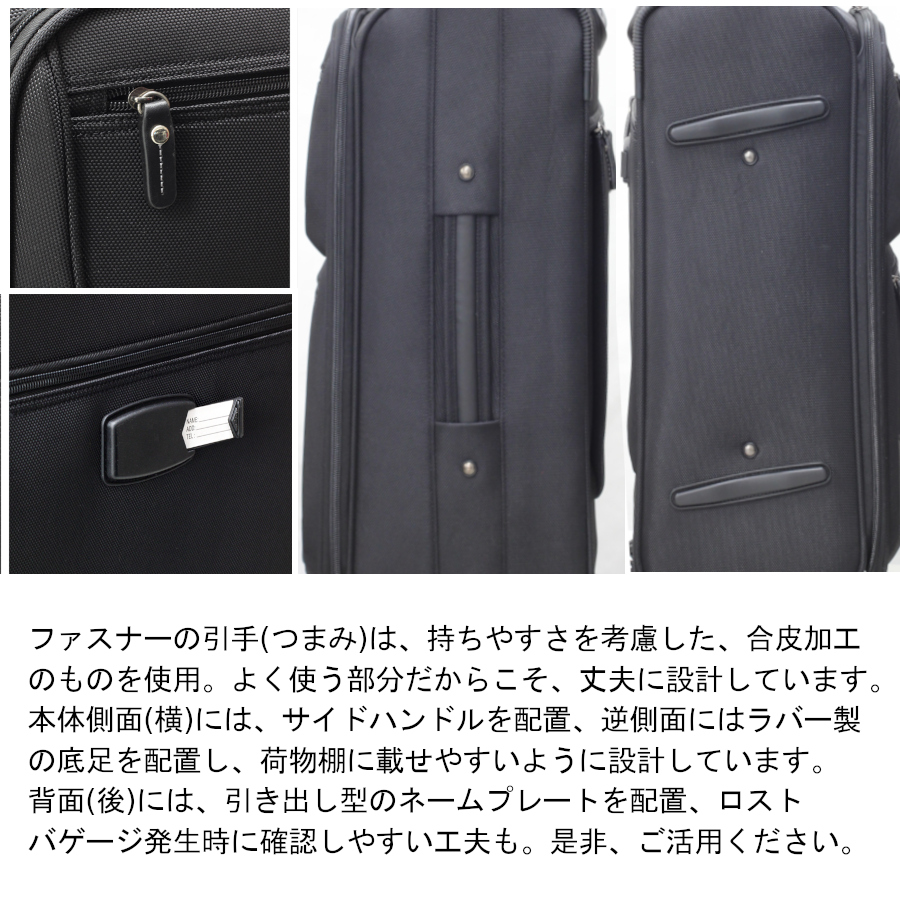 NAME
ADD
TEL:
ファスナーの引手(つまみ)は、持ちやすさを考慮した、合皮加工
のものを使用。よく使う部分だからこそ、丈夫に設計しています。
本体側面(横)には、サイドハンドルを配置、逆側面にはラバー製
の底足を配置し、荷物棚に載せやすいように設計しています。
背面(後)には、引き出し型のネームプレートを配置、ロスト
バゲージ発生時に確認しやすい工夫も。是非、ご活用ください。